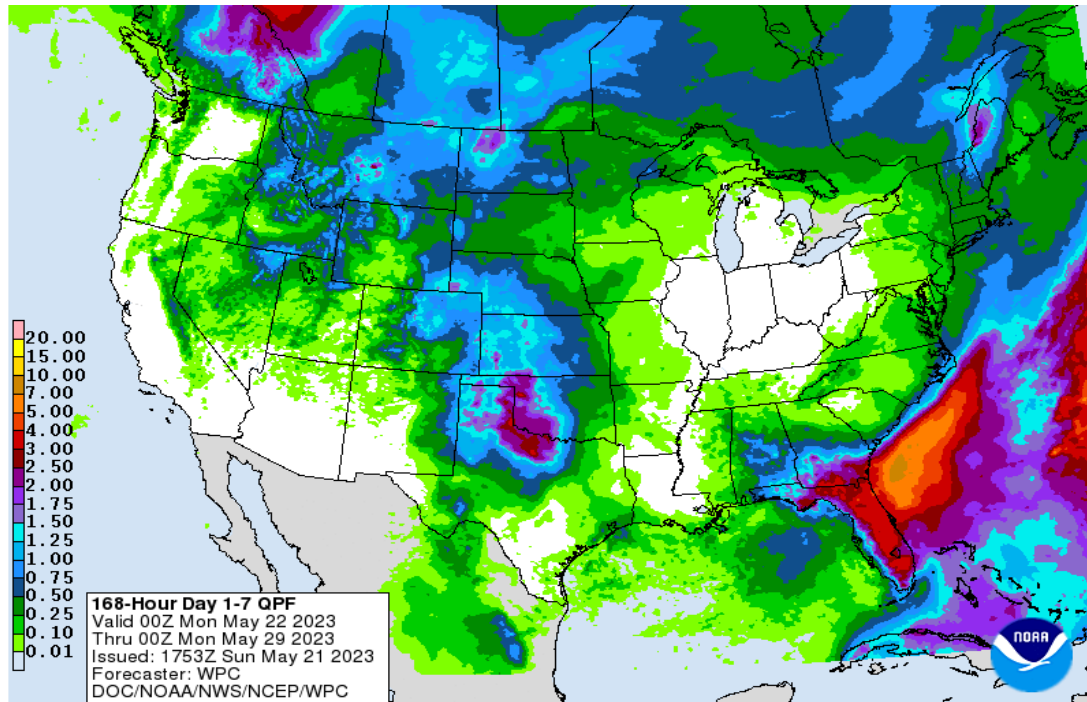 20.00
15.00
10.00
7.00
5.00
4.00
3.00
2.50
2.00
1.75
1.50
1.25
1.00
0.75
0.50
0.25
0.10
0.01
168-Hour Day 1-7 QPF
Valid 00Z Mon May 22 2023
Thru 00Z Mon May 29 2023
Issued: 1753Z Sun May 21 2023
Forecaster: WPC
DOC/NOAA/NWS/NCEP/WPC
NOAA